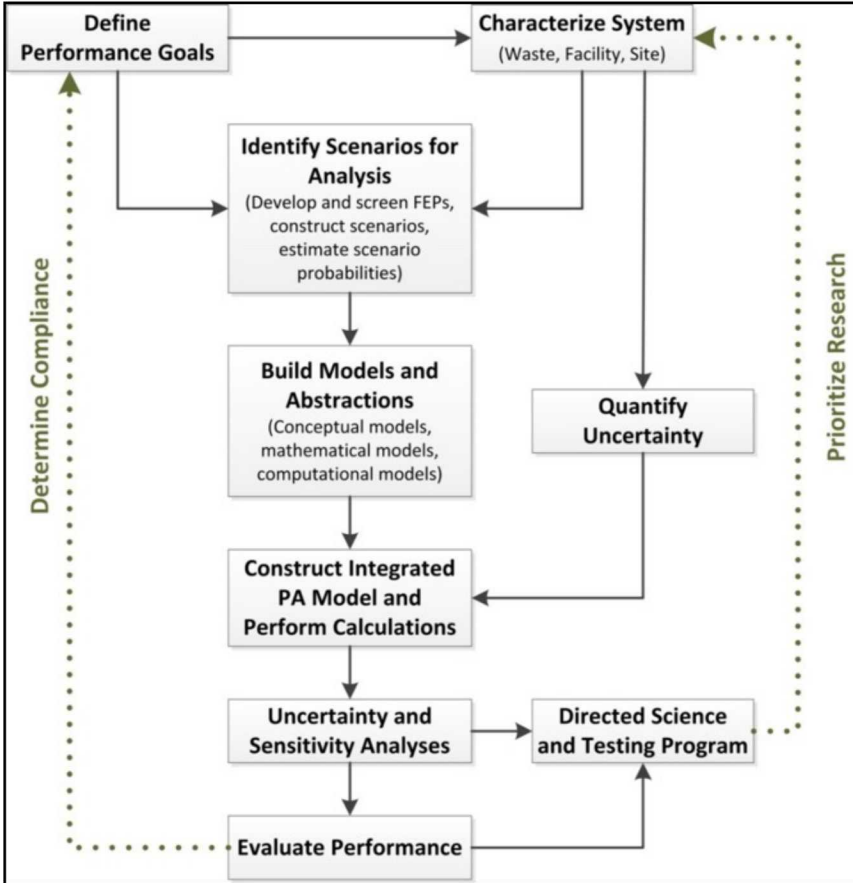 Define
Performance Goals
Characterize System
(Waste, Facility, Site)
Identify Scenarios for
Analysis
(Develop and screen FEPs,
construct scenarios,
estimate scenario
probabilities)
Build Models and
Abstractions
(Conceptual models,
mathematical models,
computational models)
Quantify
Uncertainty
Construct Integrated
PA Model and
Perform Calculations
Uncertainty and
Sensitivity Analyses
Directed Science
and Testing Program
Evaluate Performance
Determine Compliance
Prioritize Research